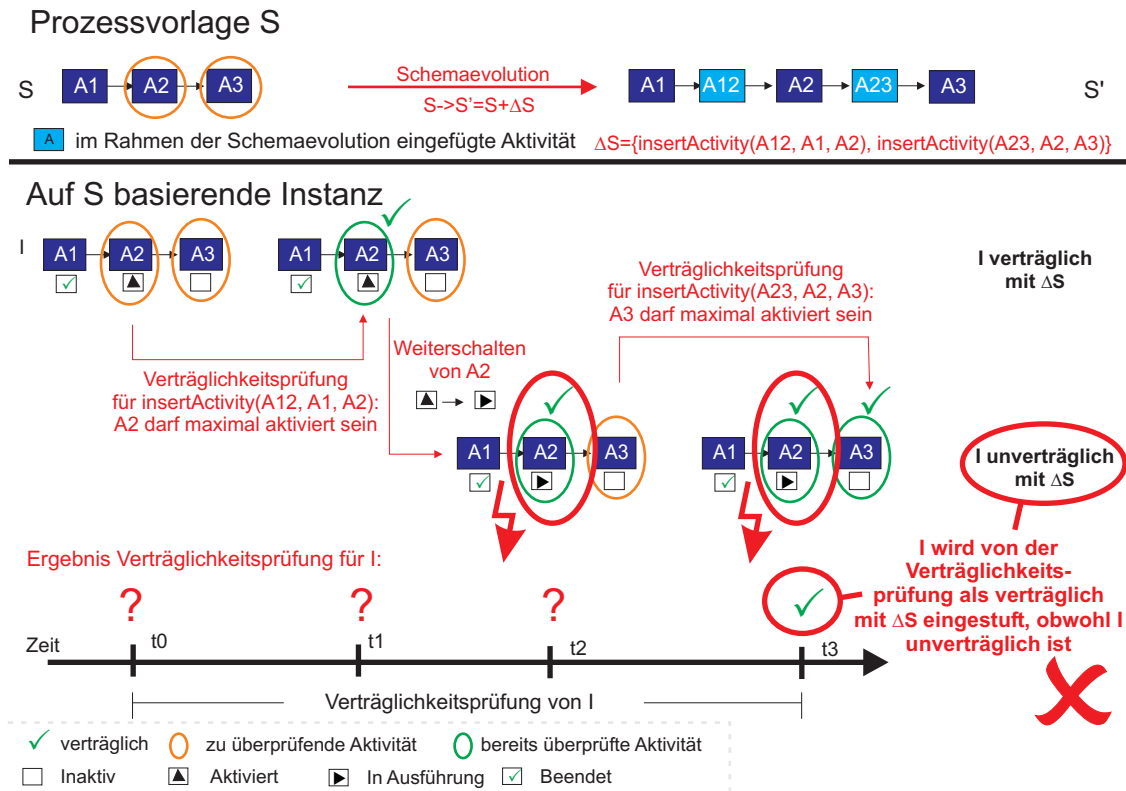 Prozessvorlage S
S
A1
A2
A3
Schemaevolution
S->S'=S+ΔS
A1
A12
A2
A23
A3
S'
A im Rahmen der Schemaevolution eingefügte Aktivität
ΔS={insertActivity(A12, A1, A2), insertActivity(A23, A2, A3)}
Auf S basierende Instanz
I
A1
A2
A3
A1
A2
A3
Verträglichkeitsprüfung
für insertActivity(A23, A2, A3):
A3 darf maximal aktiviert sein
I verträglich
mit ΔS
Verträglichkeitsprüfung
für insertActivity(A12, A1, A2):
A2 darf maximal aktiviert sein
Weiterschalten
von A2
A1
A2
A3
A1
A2
A3
I unverträglich
mit ΔS
Ergebnis Verträglichkeitsprüfung für I:
?
?
?
I wird von der
Verträglichkeits-
prüfung als verträglich
mit ΔS eingestuft, obwohl I
unverträglich ist
Zeit
t0
t1
t2
t3
Verträglichkeitsprüfung von I
verträglich
zu überprüfende Aktivität
bereits überprüfte Aktivität
Inaktiv
Aktiviert
In Ausführung
Beendet